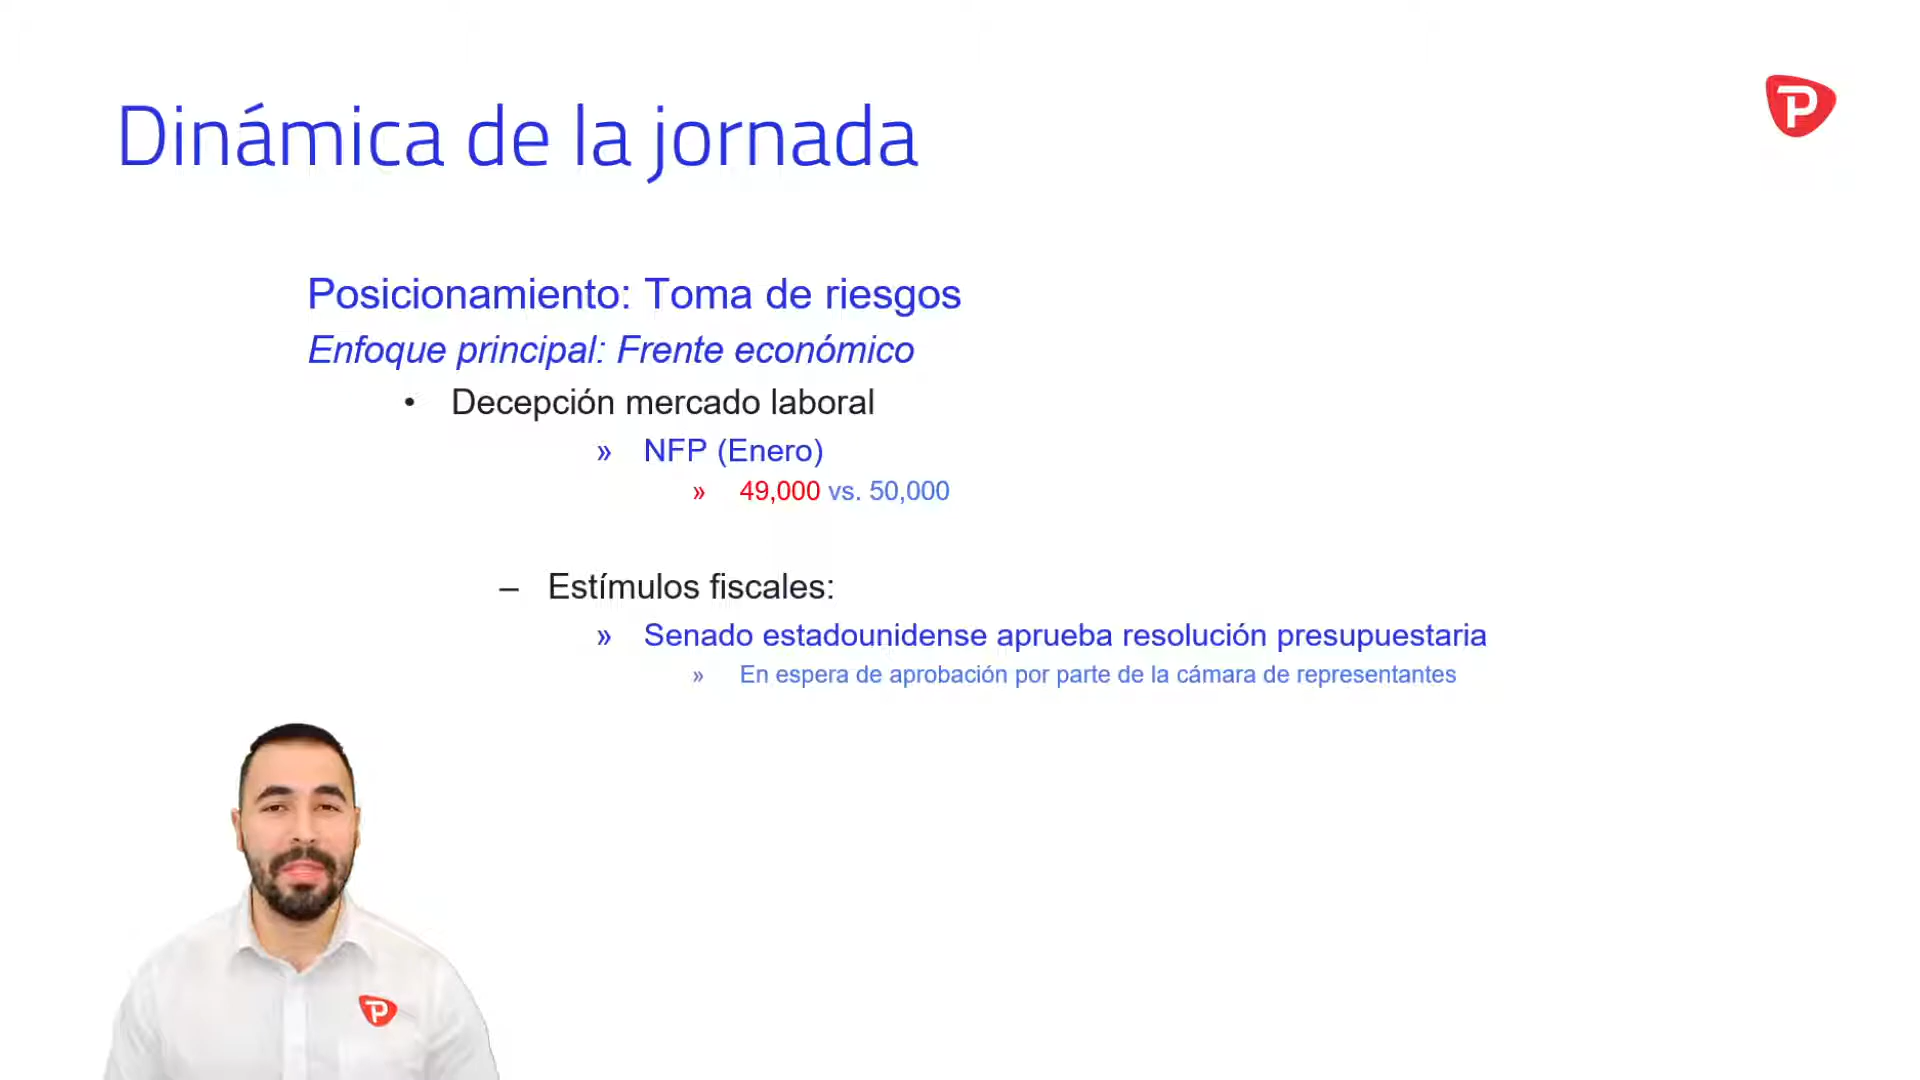 Dinámica de la jornada
P
Posicionamiento: Toma de riesgos
Enfoque principal: Frente económico
• Decepción mercado laboral
» NFP (Enero)
» 49,000 vs. 50,000
– Estímulos fiscales:
» Senado estadounidense aprueba resolución presupuestaria
» En espera de aprobación por parte de la cámara de representantes
P